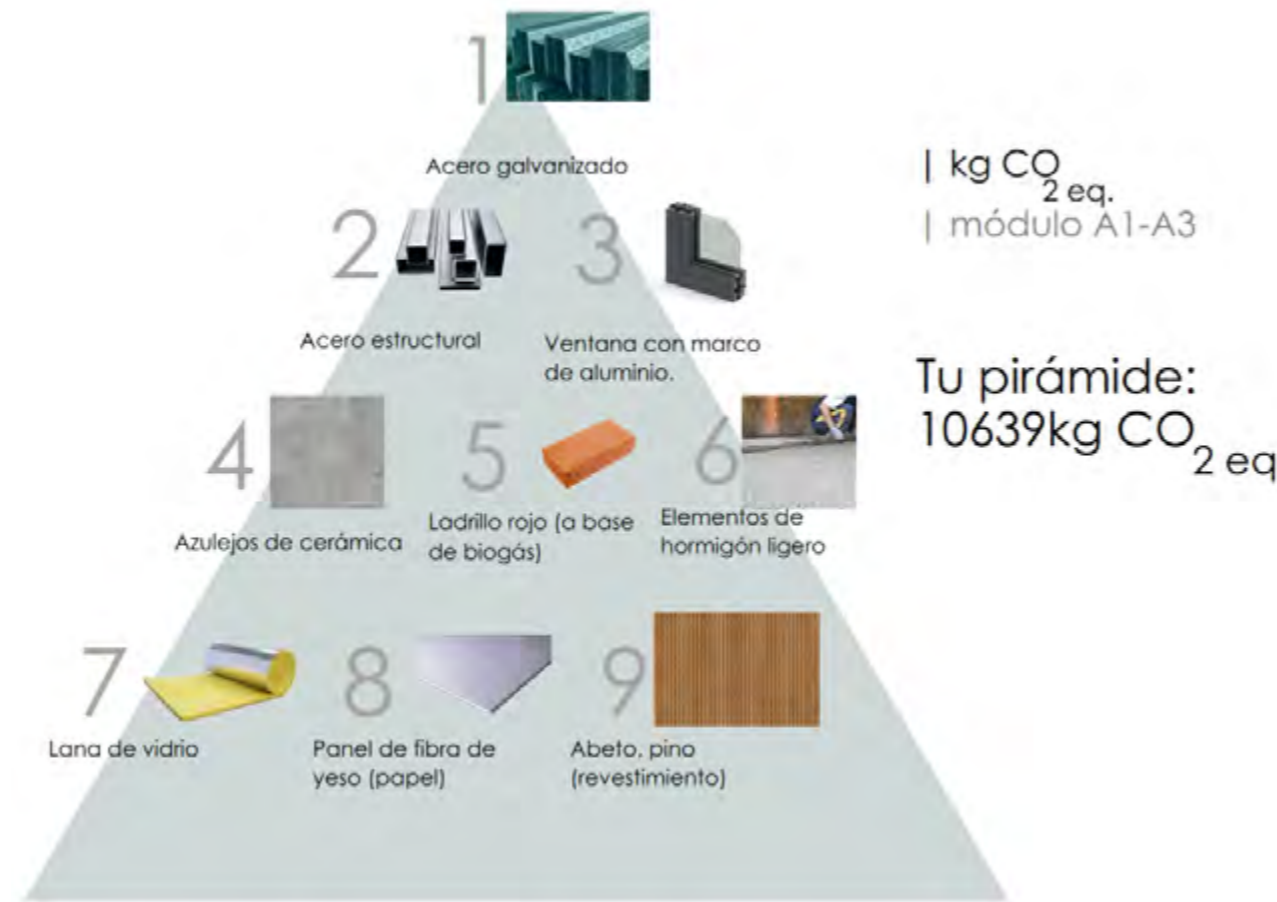 1
Acero galvanizado
| kg CO2 eq.
| módulo A1-A3
2
3
Acero estructural
Ventana con marco
de aluminio.
Tu pirámide:
10639kg CO2 eq
4
5
6
Azulejos de cerámica
Ladrillo rojo (a base
de biogás)
Elementos de
hormigón ligero
7
8
9
Lana de vidrio
Panel de fibra de
yeso (papel)
Abeto, pino
(revestimiento)